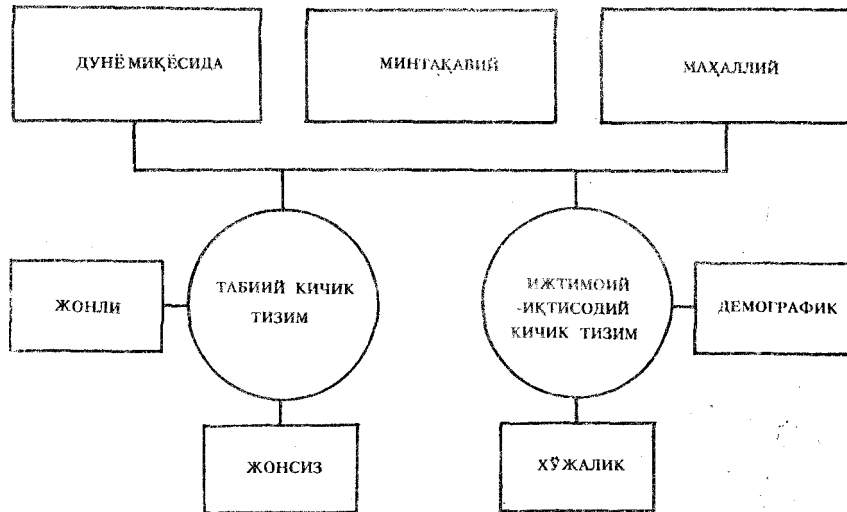 ДУНЁ МИҚЁСИДА
МИНТАҚАВИЙ
МАҲАЛЛИЙ
ЖОНЛИ
ТАБИИЙ КИЧИК
ТИЗИМ
ИЖТИМОИЙ
-ИҚТИСОДИЙ
КИЧИК ТИЗИМ
ДЕМОГРАФИК
ЖОНСИЗ
ХЎЖАЛИК